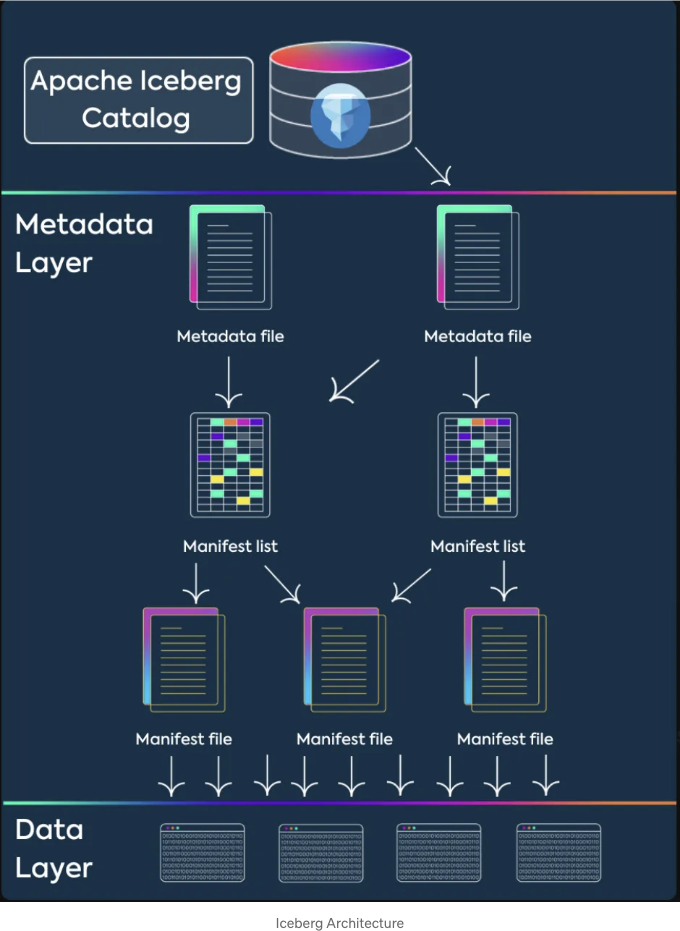 Apache Iceberg
Catalog
Metadata
Layer
Metadata file
Metadata file
Manifest list
Manifest list
Manifest file
Manifest file
Manifest file
Data
Layer
Iceberg Architecture